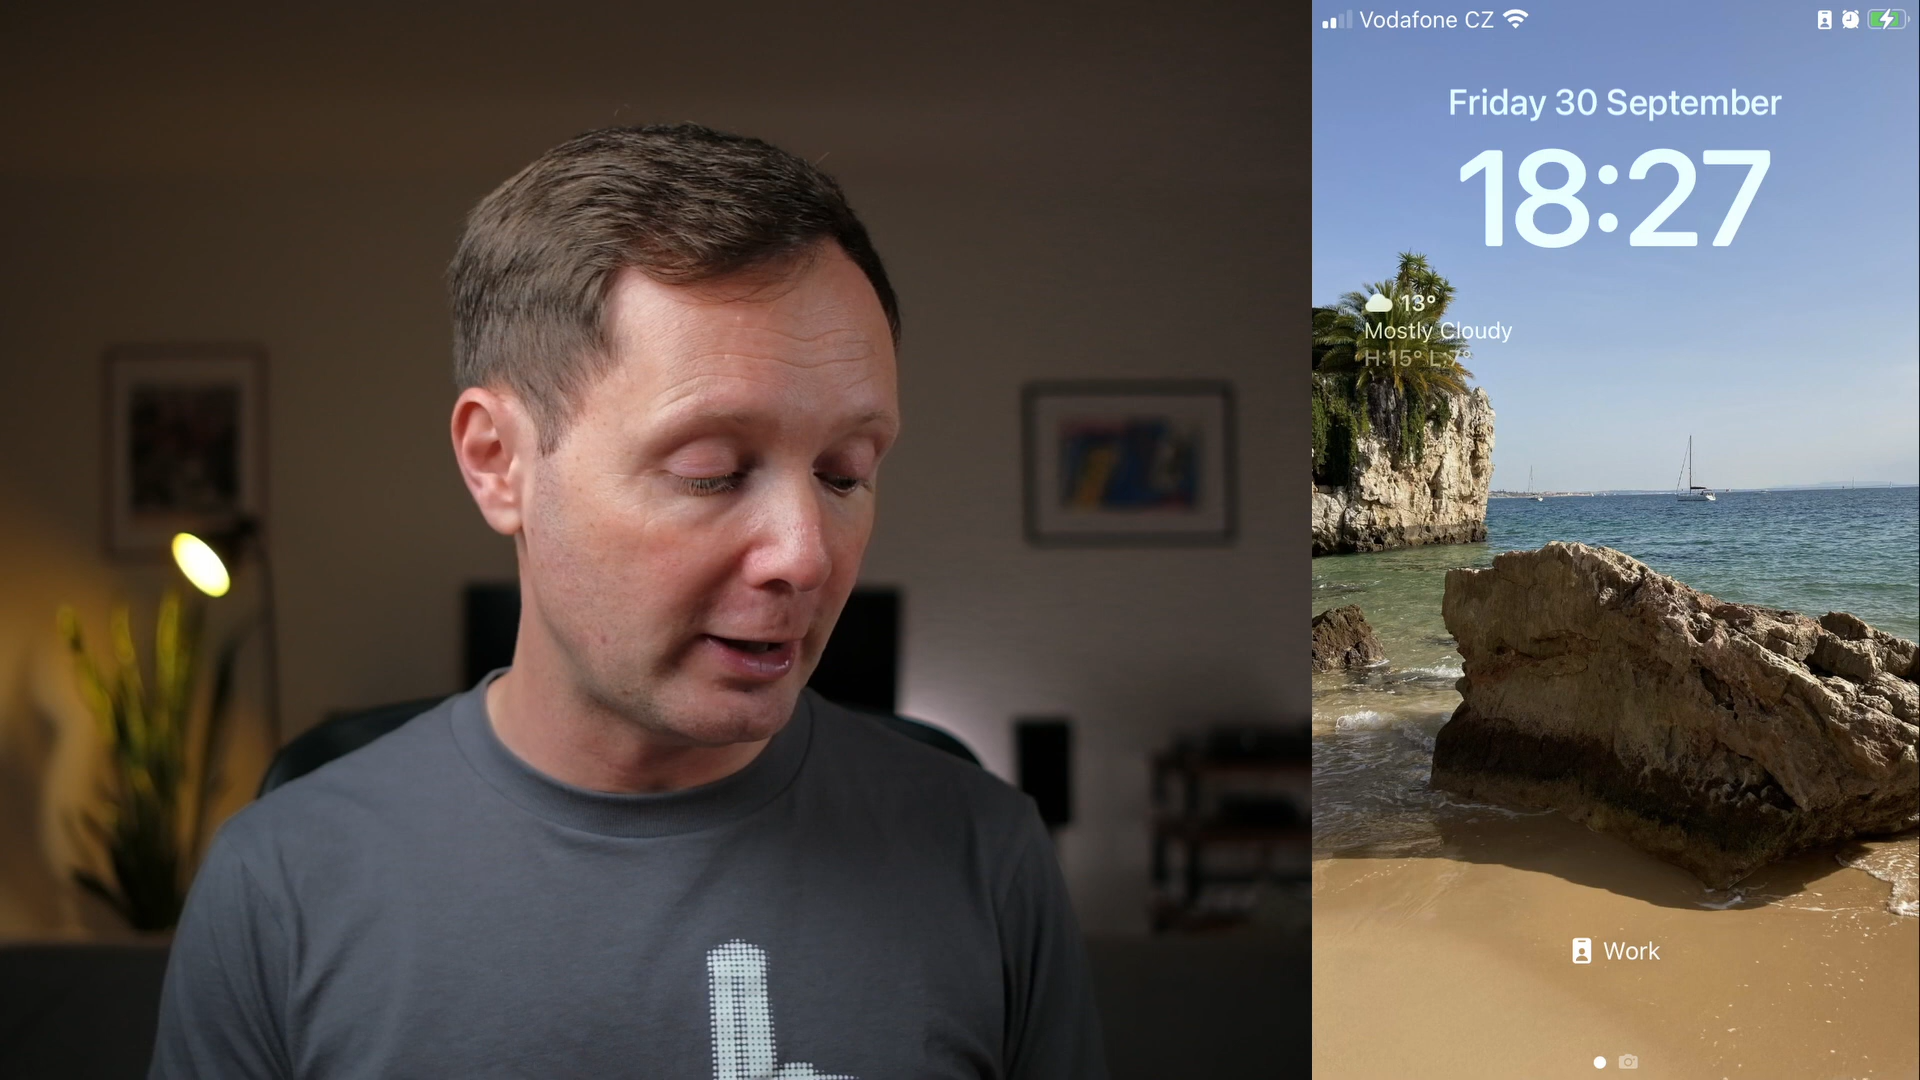 Vodafone CZ
Friday 30 September
18:27
13°
Mostly Cloudy
H:15° L:7°
Work